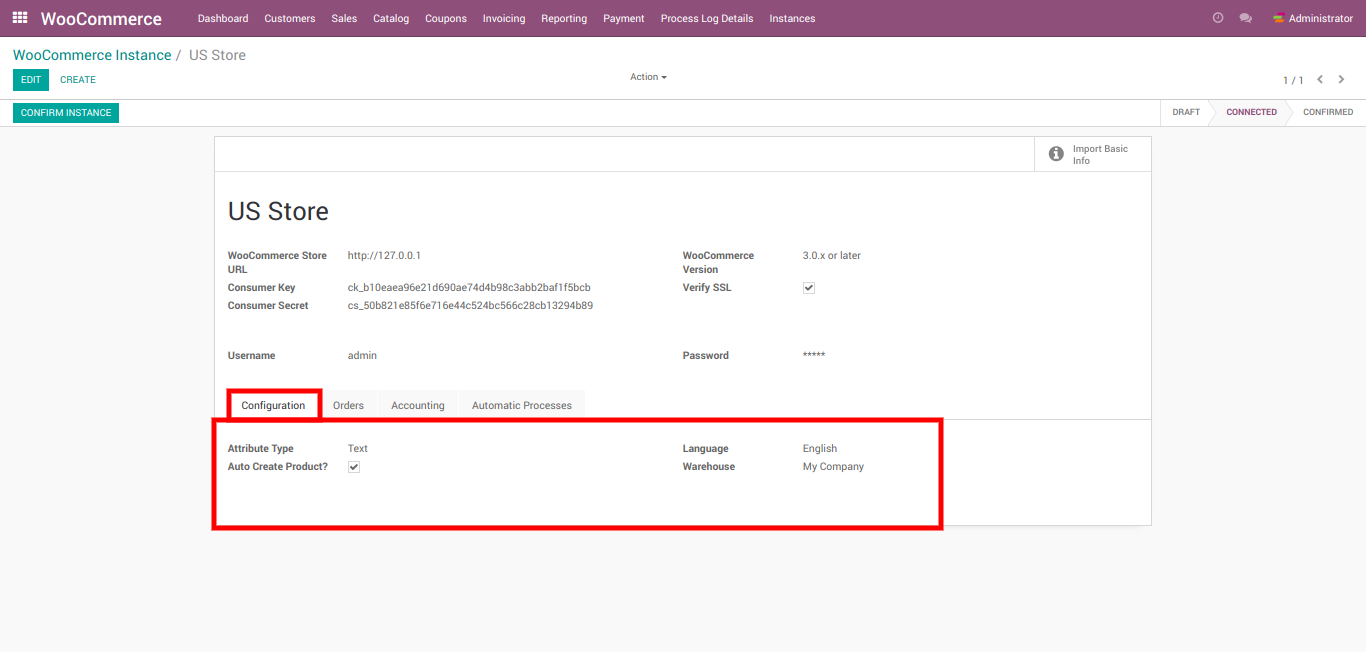 WooCommerce Dashboard Customers Sales Catalog Coupons Invoicing Reporting Payment Process Log Details Instances Administrator
WooCommerce Instance / US Store
EDIT CREATE Action 1 / 1
CONFIRM INSTANCE DRAFT CONNECTED CONFIRMED
Import Basic
Info
US Store
WooCommerce Store
URL
http://127.0.0.1
WooCommerce
Version
3.0.x or later
Consumer Key ck_b10eaea96e21d690ae74d4b98c3abb2baf1f5bcb Verify SSL
Consumer Secret cs_50b821e85f6e716e44c524bc566c28cb13294b89
Username admin Password *****
Configuration Orders Accounting Automatic Processes
Attribute Type Text Language English
Auto Create Product? Warehouse My Company